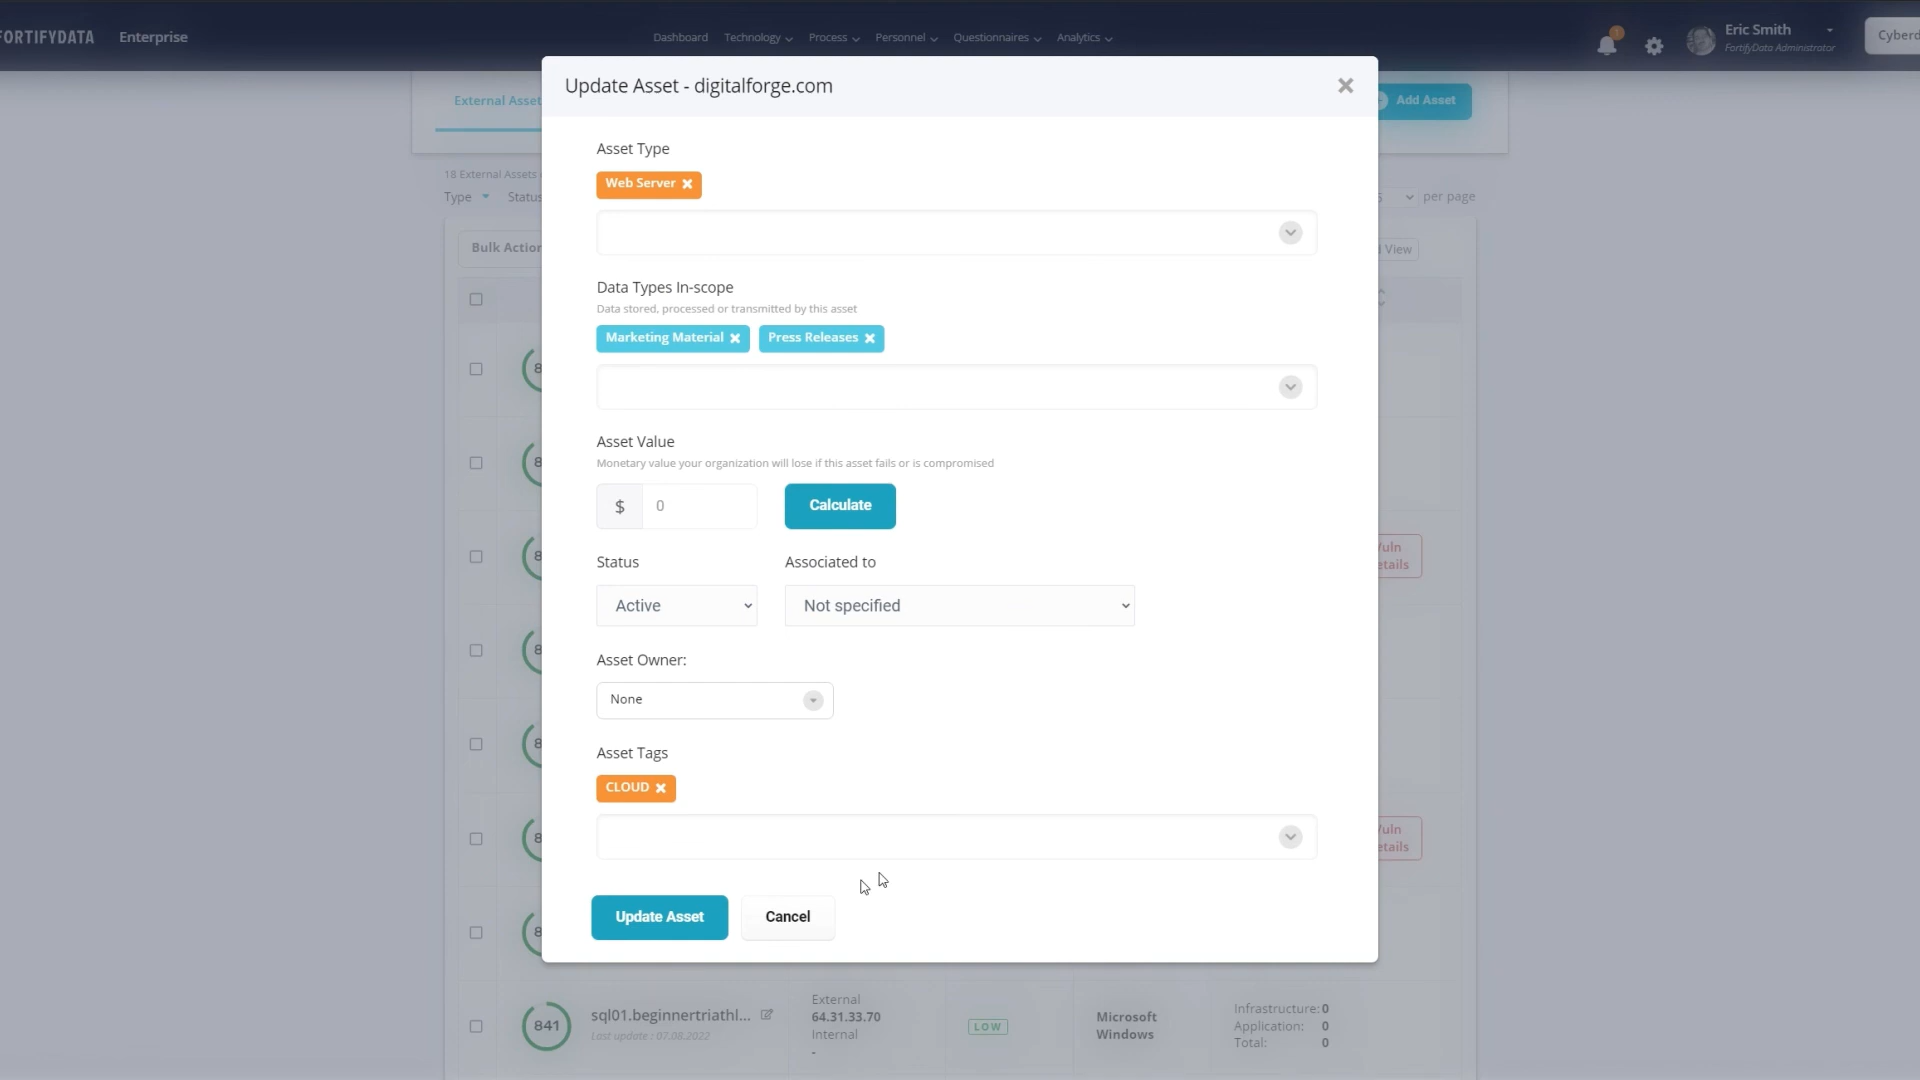 FORTIFYDATA Enterprise
Dashboard Technology Process Personnel Questionnaires Analytics
1
Eric Smith
FortifyData Administrator
Update Asset - digitalforge.com
External Asset
Add Asset
18 External Assets
Type Status
per page
Bulk Action
View
Asset Type
Web Server
Data Types In-scope
Data stored, processed or transmitted by this asset
Marketing Material Press Releases
Asset Value
Monetary value your organization will lose if this asset fails or is compromised
$ 0 Calculate
Status Associated to
Active Not specified
Asset Owner:
None
Asset Tags
CLOUD
Update Asset Cancel
841
sql01.beginnertriathl...
Last update : 07.08.2022
External
64.31.33.70
Internal
-
LOW
Microsoft
Windows
Infrastructure: 0
Application: 0
Total: 0